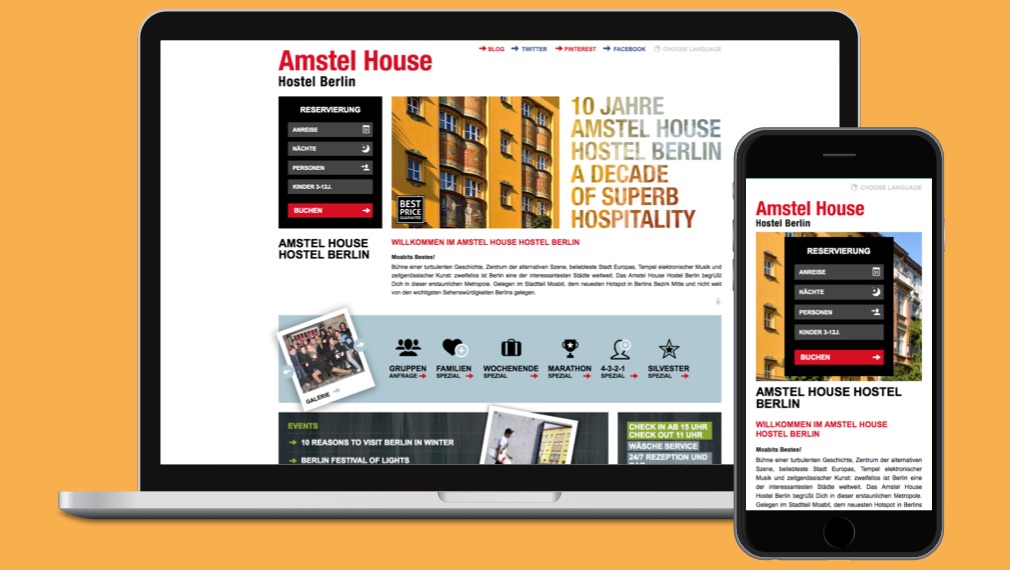 BLOG TWITTER PINTEREST FACEBOOK CHOOSE LANGUAGE
Amstel House
Hostel Berlin
RESERVIERUNG
ANREISE
NÄCHTE
PERSONEN
KINDER 3-12J.
BUCHEN
BEST
PRICE
GUARANTEE
10 JAHRE
AMSTEL HOUSE
HOSTEL BERLIN
A DECADE
OF SUPERB
HOSPITALITY
AMSTEL HOUSE
HOSTEL BERLIN
WILLKOMMEN IM AMSTEL HOUSE HOSTEL BERLIN
Moabits Bestes!
Bühne einer turbulenten Geschichte, Zentrum der alternativen Szene, beliebteste Stadt Europas, Tempel elektronischer Musik und
zeitgenössischer Kunst: zweifellos ist Berlin eine der interessantesten Städte weltweit. Das Amstel House Hostel Berlin begrüßt
Dich in dieser erstaunlichen Metropole. Gelegen im Stadtteil Moabit, dem neuesten Hotspot in Berlins Bezirk Mitte und nicht weit
von den wichtigsten Sehenswürdigkeiten Berlins gelegen.
GALERIE
GRUPPEN
ANFRAGE
FAMILIEN
SPEZIAL
WOCHENENDE
SPEZIAL
MARATHON
SPEZIAL
4-3-2-1
SPEZIAL
SILVESTER
SPEZIAL
EVENTS
10 REASONS TO VISIT BERLIN IN WINTER
BERLIN FESTIVAL OF LIGHTS
CHECK IN AB 15 UHR
CHECK OUT 11 UHR
WÄSCHE SERVICE
24/7 REZEPTION UND
CHOOSE LANGUAGE
Amstel House
Hostel Berlin
RESERVIERUNG
ANREISE
NÄCHTE
PERSONEN
KINDER 3-12J.
BUCHEN
AMSTEL HOUSE HOSTEL
BERLIN
WILLKOMMEN IM AMSTEL HOUSE
HOSTEL BERLIN
Moabits Bestes!
Bühne einer turbulenten Geschichte, Zentrum der alternativen
Szene, beliebteste Stadt Europas, Tempel elektronischer
Musik und zeitgenössischer Kunst: zweifellos ist Berlin eine
der interessantesten Städte weltweit. Das Amstel House
Hostel Berlin begrüßt Dich in dieser erstaunlichen Metropole.
Gelegen im Stadtteil Moabit, dem neuesten Hotspot in Berlins